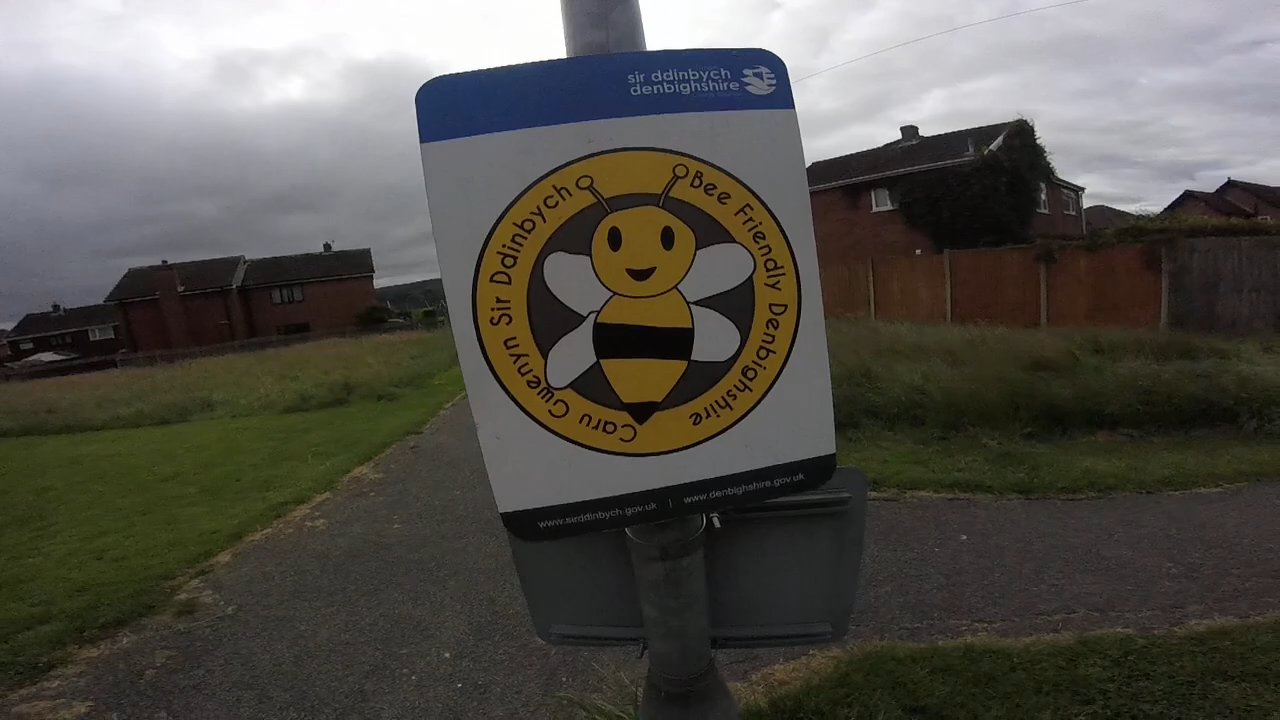 sir ddinbych
denbighshire
Caru Gwenyn Sir Ddinbych
Bee Friendly Denbighshire
www.sirddinbych.gov.uk | www.denbighshire.gov.uk